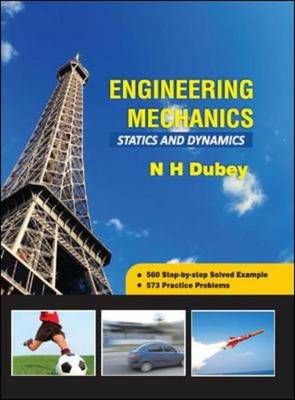 ENGINEERING
MECHANICS
STATICS AND DYNAMICS
N H Dubey
560 Step-by-step Solved Example
573 Practice Problems